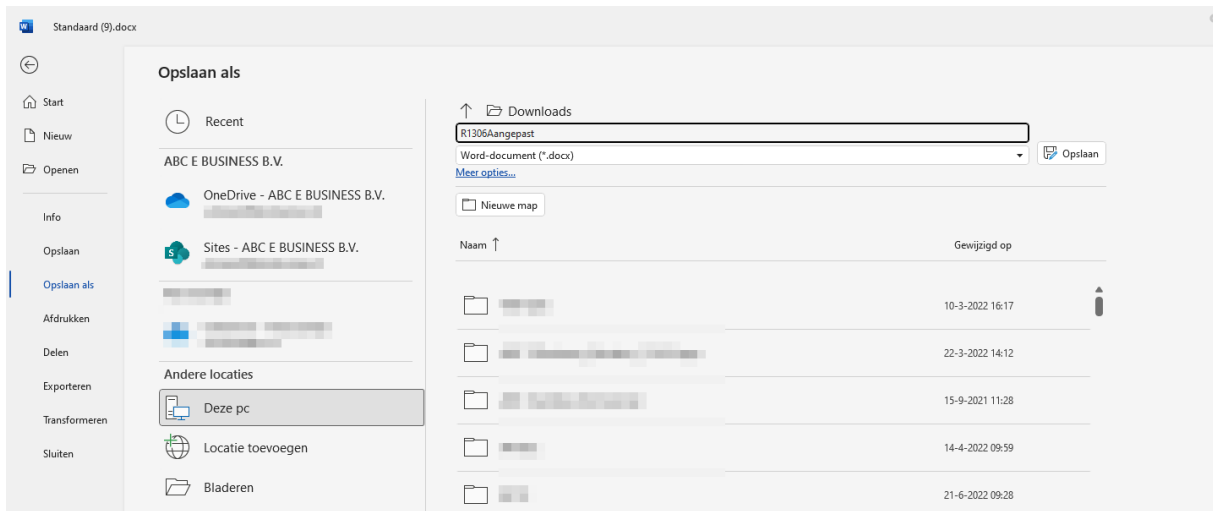 Standaard (9).docx
Opslaan als
Start
Nieuw
Openen
Info
Opslaan
Opslaan als
Afdrukken
Delen
Exporteren
Transformeren
Sluiten
Recent
ABC E BUSINESS B.V.
OneDrive - ABC E BUSINESS B.V.
Sites - ABC E BUSINESS B.V.
Andere locaties
Deze pc
Locatie toevoegen
Bladeren
Downloads
R1306Aangepast
Word-document (*.docx)
Opslaan
Meer opties...
Nieuwe map
Naam Gewijzigd op
10-3-2022 16:17
22-3-2022 14:12
15-9-2021 11:28
14-4-2022 09:59
21-6-2022 09:28